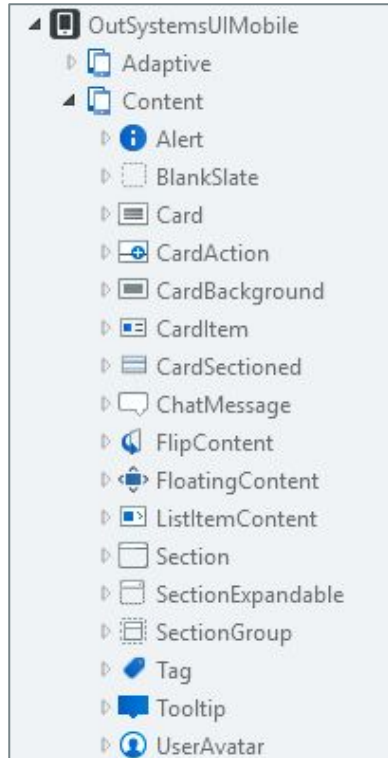 OutSystemsUIMobile
Adaptive
Content
Alert
BlankSlate
Card
CardAction
CardBackground
CardItem
CardSectioned
ChatMessage
FlipContent
FloatingContent
ListItemContent
Section
SectionExpandable
SectionGroup
Tag
Tooltip
UserAvatar